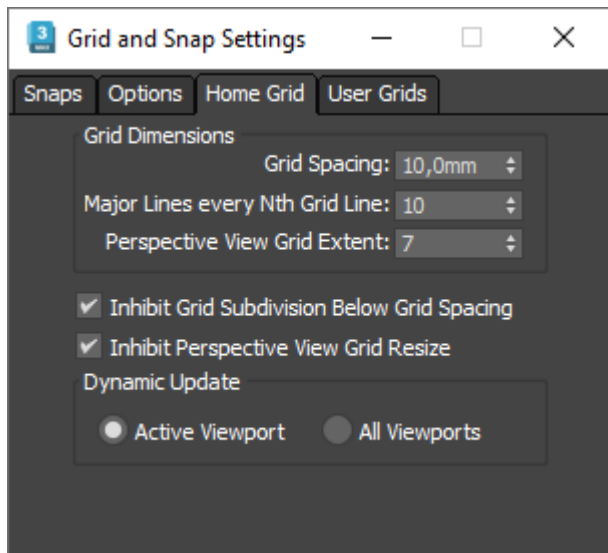 3
MAX
Grid and Snap Settings
Snaps Options Home Grid User Grids
Grid Dimensions
Grid Spacing: 10,0mm
Major Lines every Nth Grid Line: 10
Perspective View Grid Extent: 7
Inhibit Grid Subdivision Below Grid Spacing
Inhibit Perspective View Grid Resize
Dynamic Update
Active Viewport All Viewports